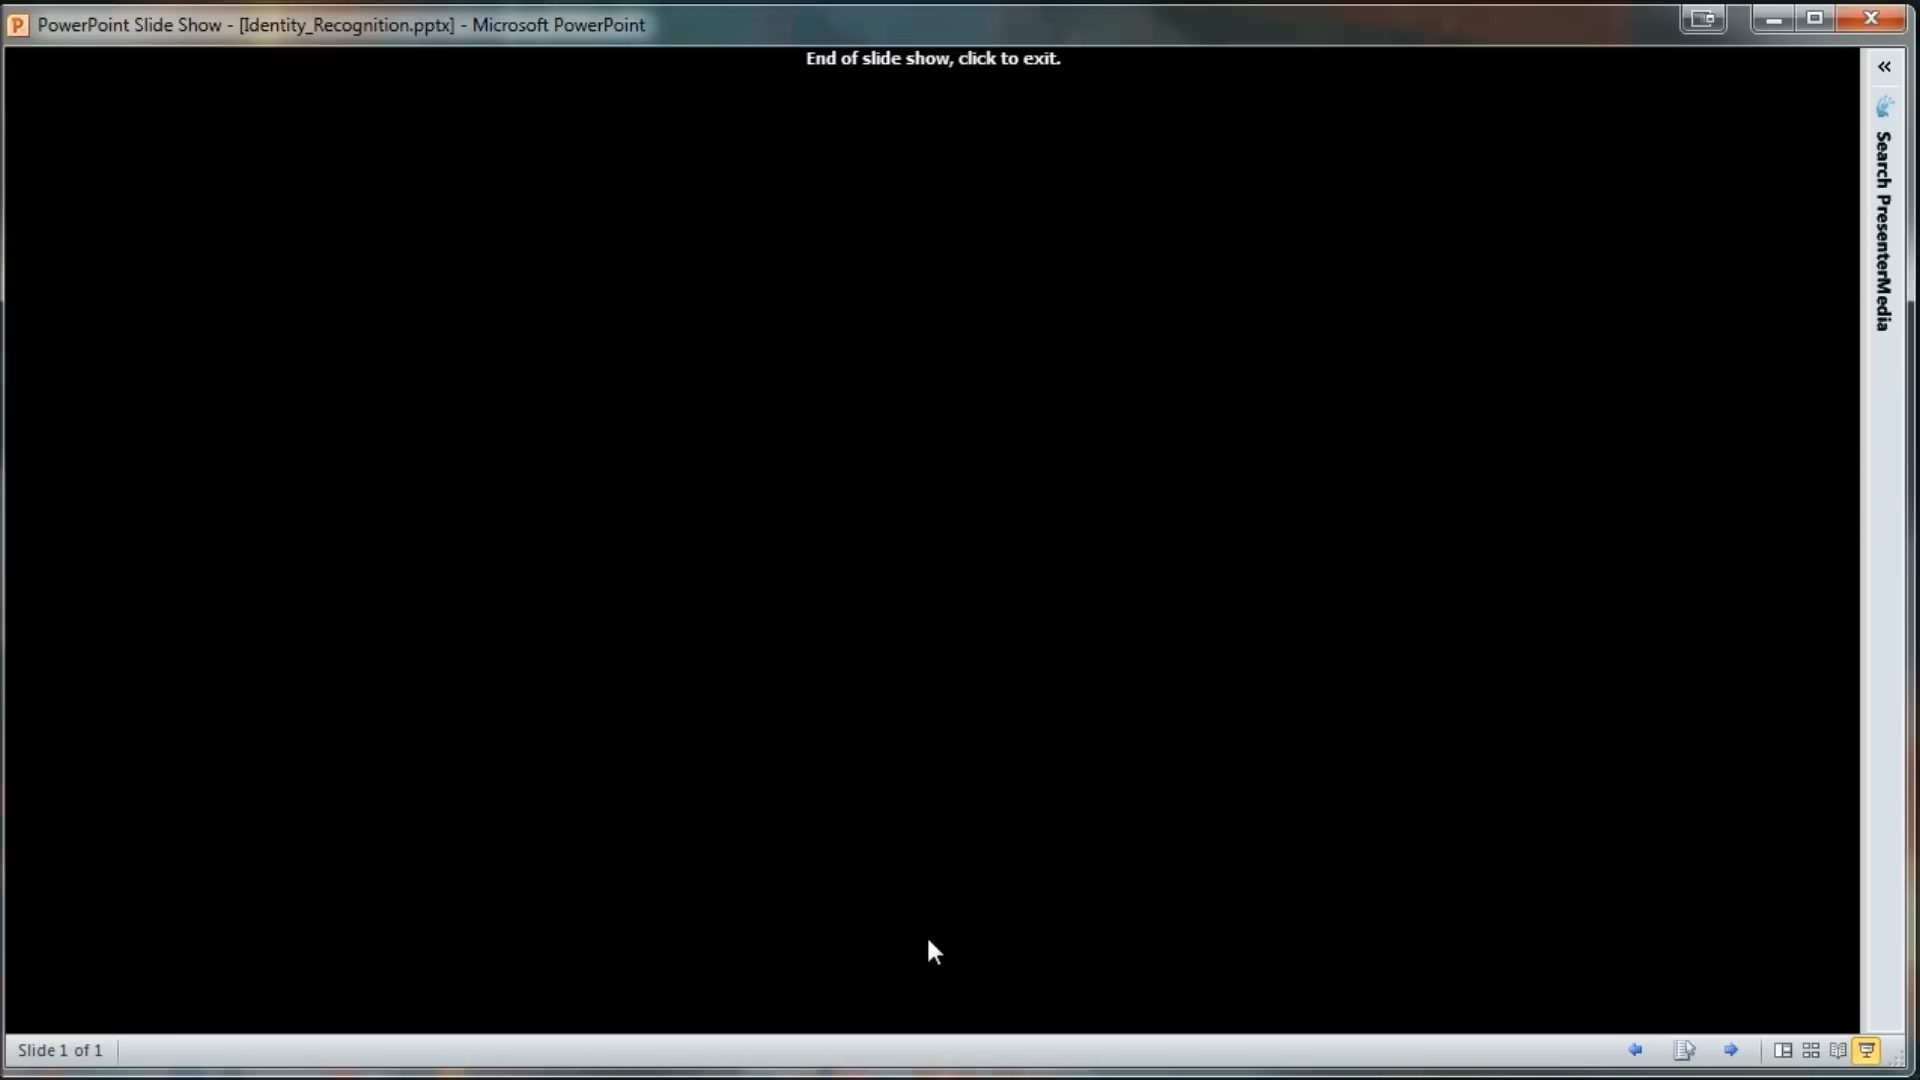 PowerPoint Slide Show - [Identity_Recognition.pptx] - Microsoft PowerPoint
End of slide show, click to exit.
Search PresenterMedia
Slide 1 of 1